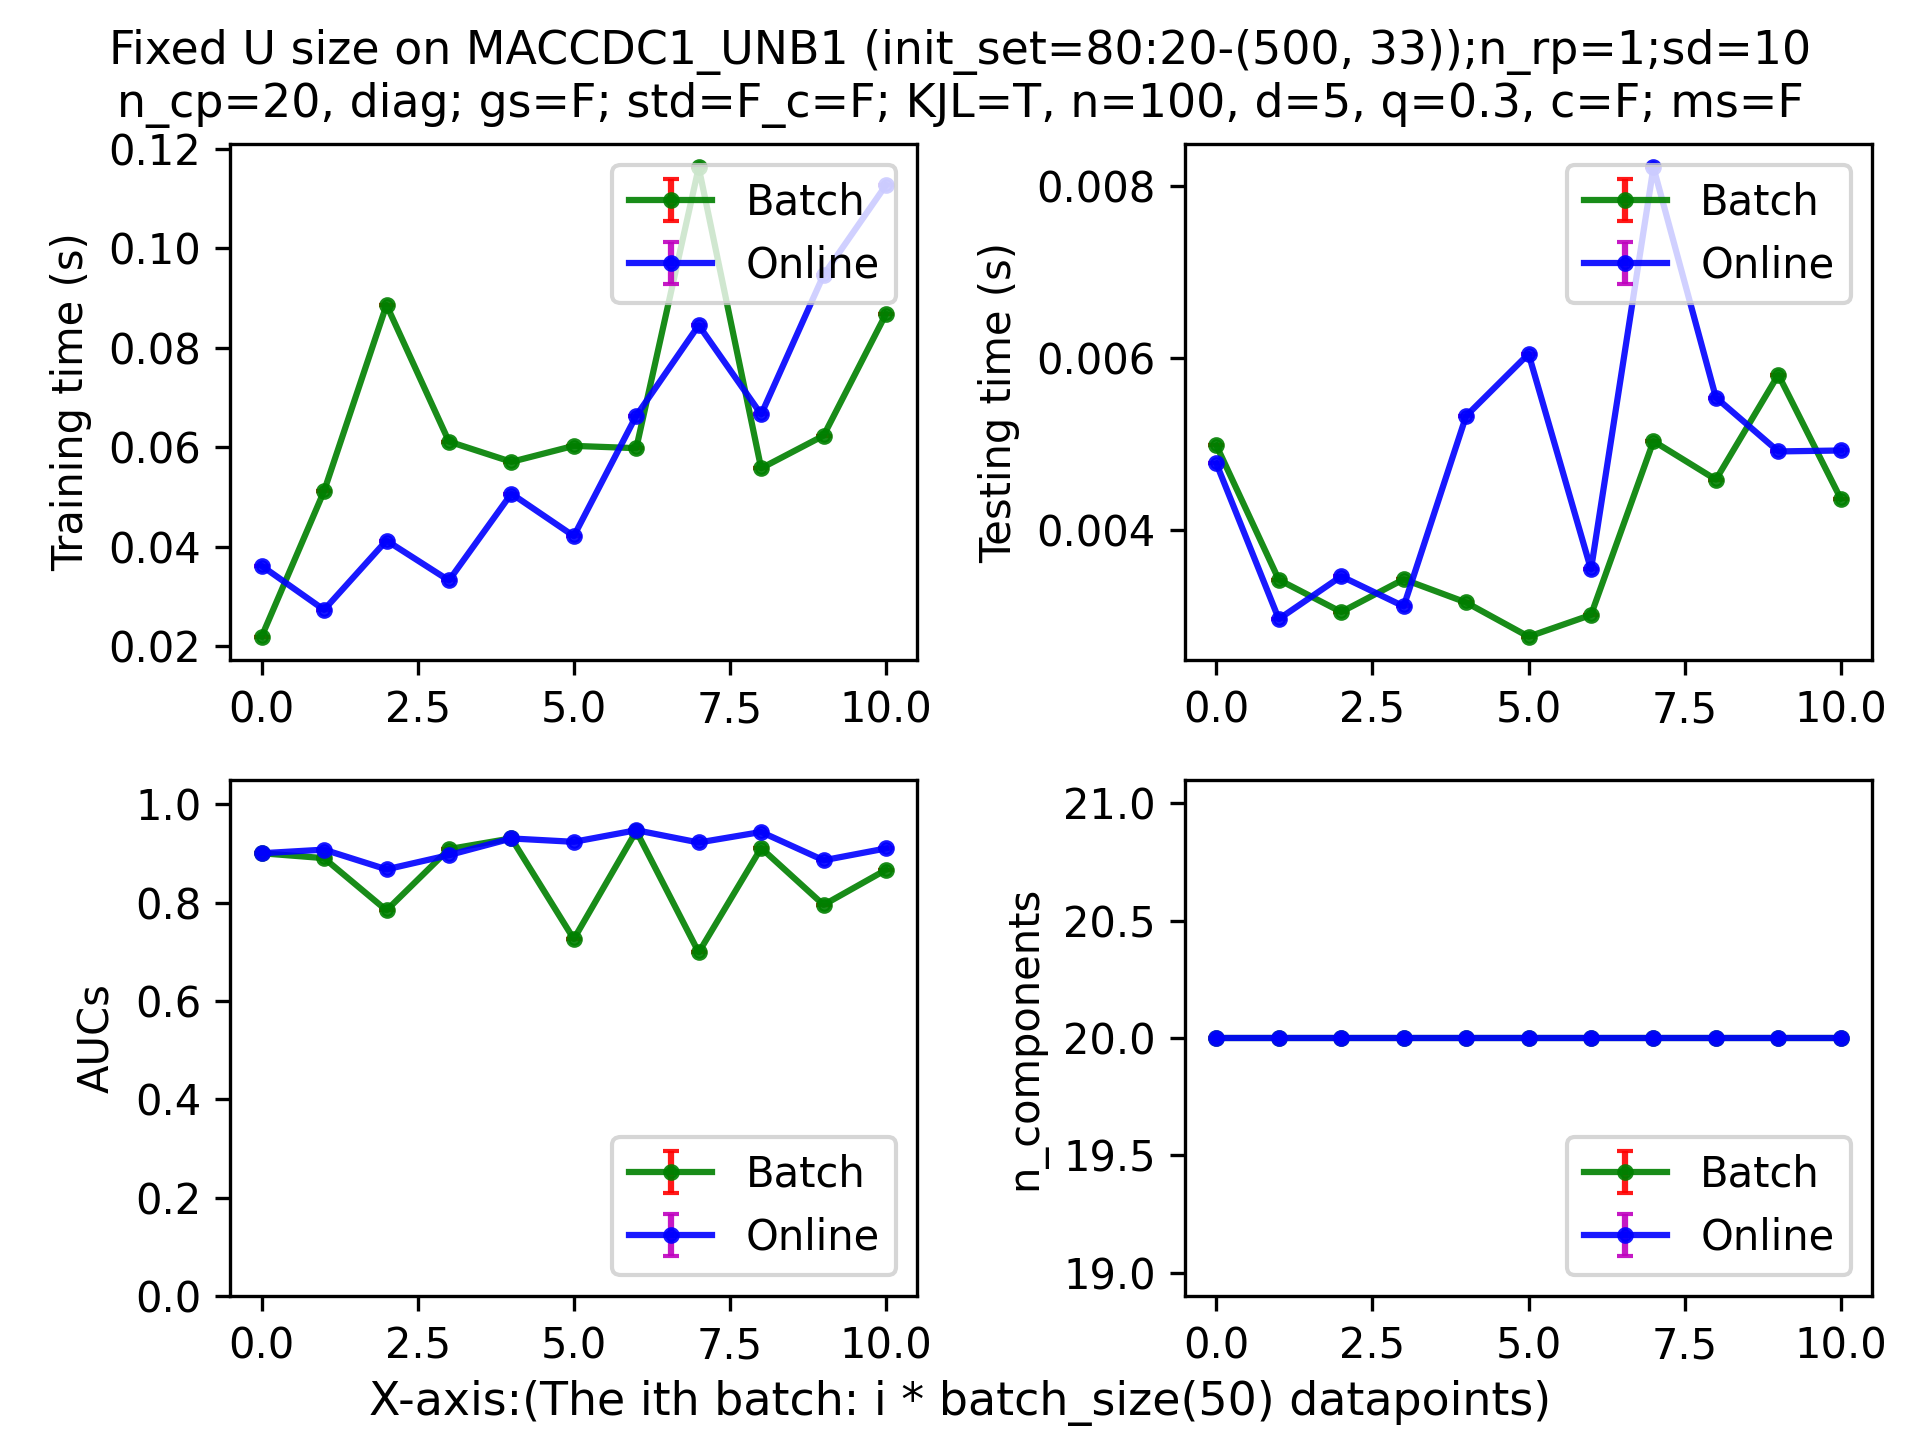 Fixed U size on MACCDC1_UNB1 (init_set=80:20-(500, 33));n_rp=1;sd=10
n_cp=20, diag; gs=F; std=F_c=F; KJL=T, n=100, d=5, q=0.3, c=F; ms=F
Training time (s)
0.12
0.10
0.08
0.06
0.04
0.02
0.0 2.5 5.0 7.5 10.0
Batch
Online
Testing time (s)
0.008
0.006
0.004
0.0 2.5 5.0 7.5 10.0
Batch
Online
AUCs
1.0
0.8
0.6
0.4
0.2
0.0
0.0 2.5 5.0 7.5 10.0
Batch
Online
n_components
21.0
20.5
20.0
19.5
19.0
0.0 2.5 5.0 7.5 10.0
Batch
Online
X-axis:(The ith batch: i * batch_size(50) datapoints)